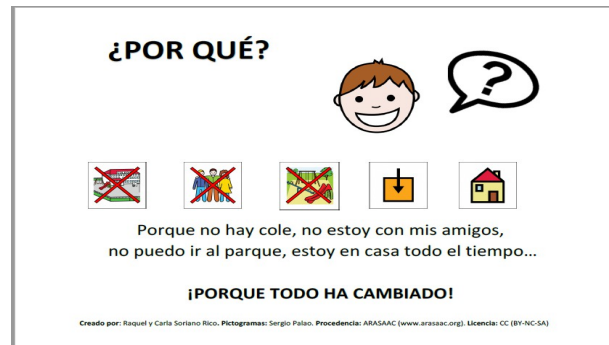 ¿POR QUÉ?
?
Porque no hay cole, no estoy con mis amigos,
no puedo ir al parque, estoy en casa todo el tiempo...
¡PORQUE TODO HA CAMBIADO!
Creado por: Raquel y Carla Soriano Rico. Pictogramas: Sergio Palao. Procedencia: ARASAAC (www.arasaac.org). Licencia: CC (BY-NC-SA)